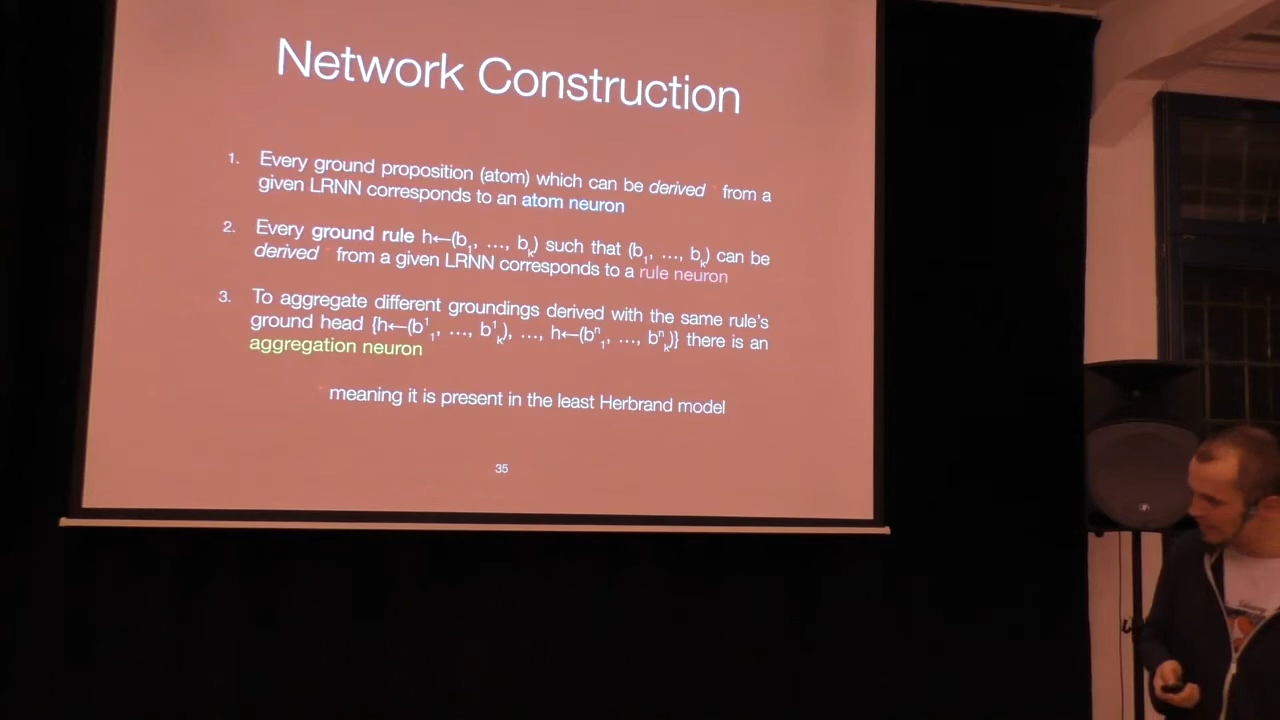 Network Construction
1. Every ground proposition (atom) which can be derived * from a
given LRNN corresponds to an atom neuron
2. Every ground rule h←(b₁, ..., bₖ) such that (b₁, ..., bₖ) can be
derived * from a given LRNN corresponds to a rule neuron
3. To aggregate different groundings derived with the same rule's
ground head {h←(b¹₁, ..., b¹ₖ), ..., h←(bⁿ₁, ..., bⁿₖ)} there is an
aggregation neuron
* meaning it is present in the least Herbrand model
35